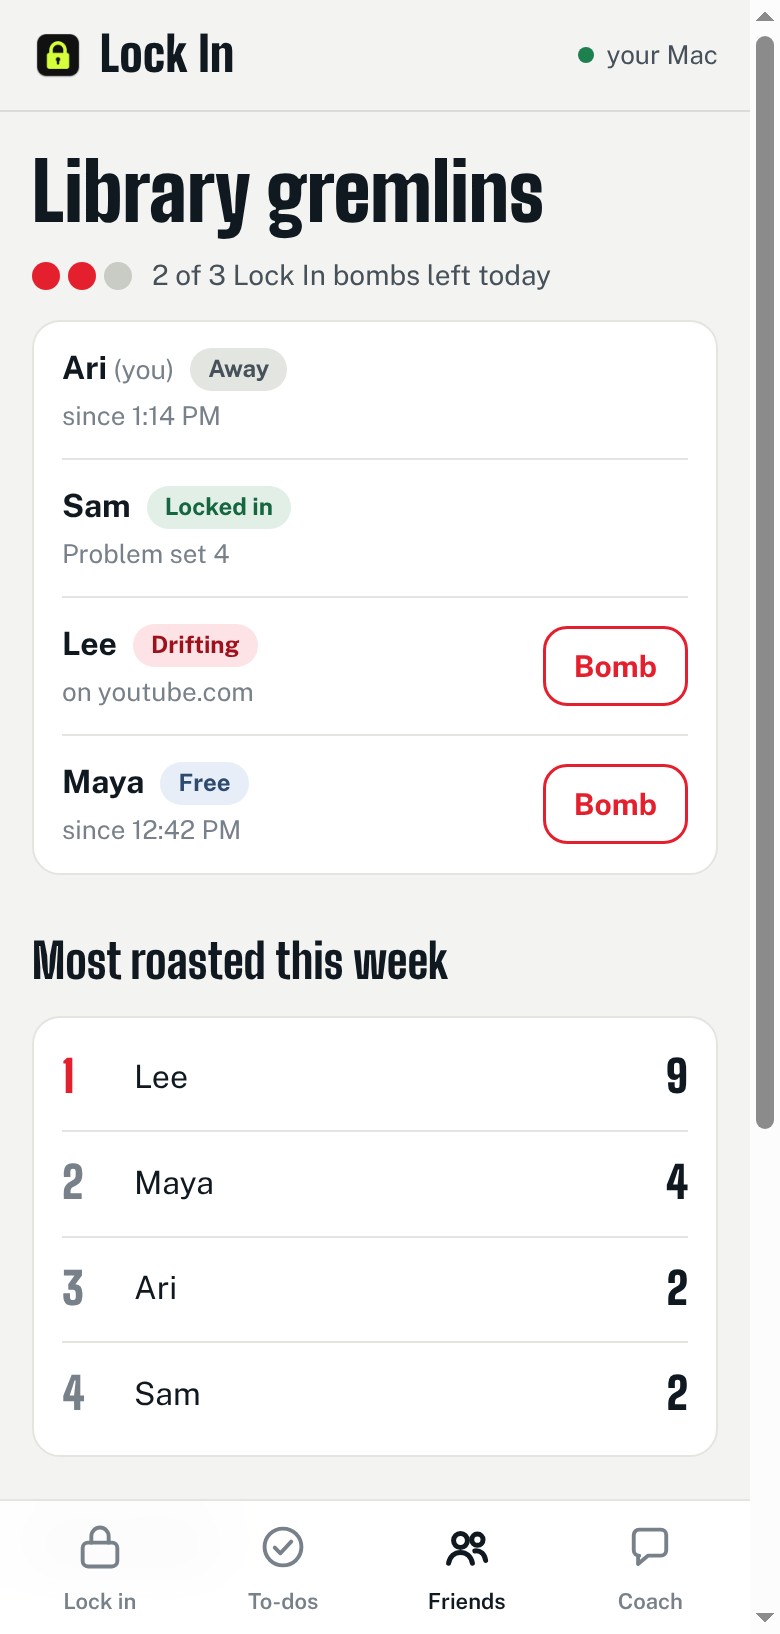 Lock In
your Mac
Library gremlins
2 of 3 Lock In bombs left today
Ari (you) Away
since 1:14 PM
Sam Locked in
Problem set 4
Lee Drifting
on youtube.com
Bomb
Maya Free
since 12:42 PM
Bomb
Most roasted this week
1 Lee 9
2 Maya 4
3 Ari 2
4 Sam 2
Lock in
To-dos
Friends
Coach